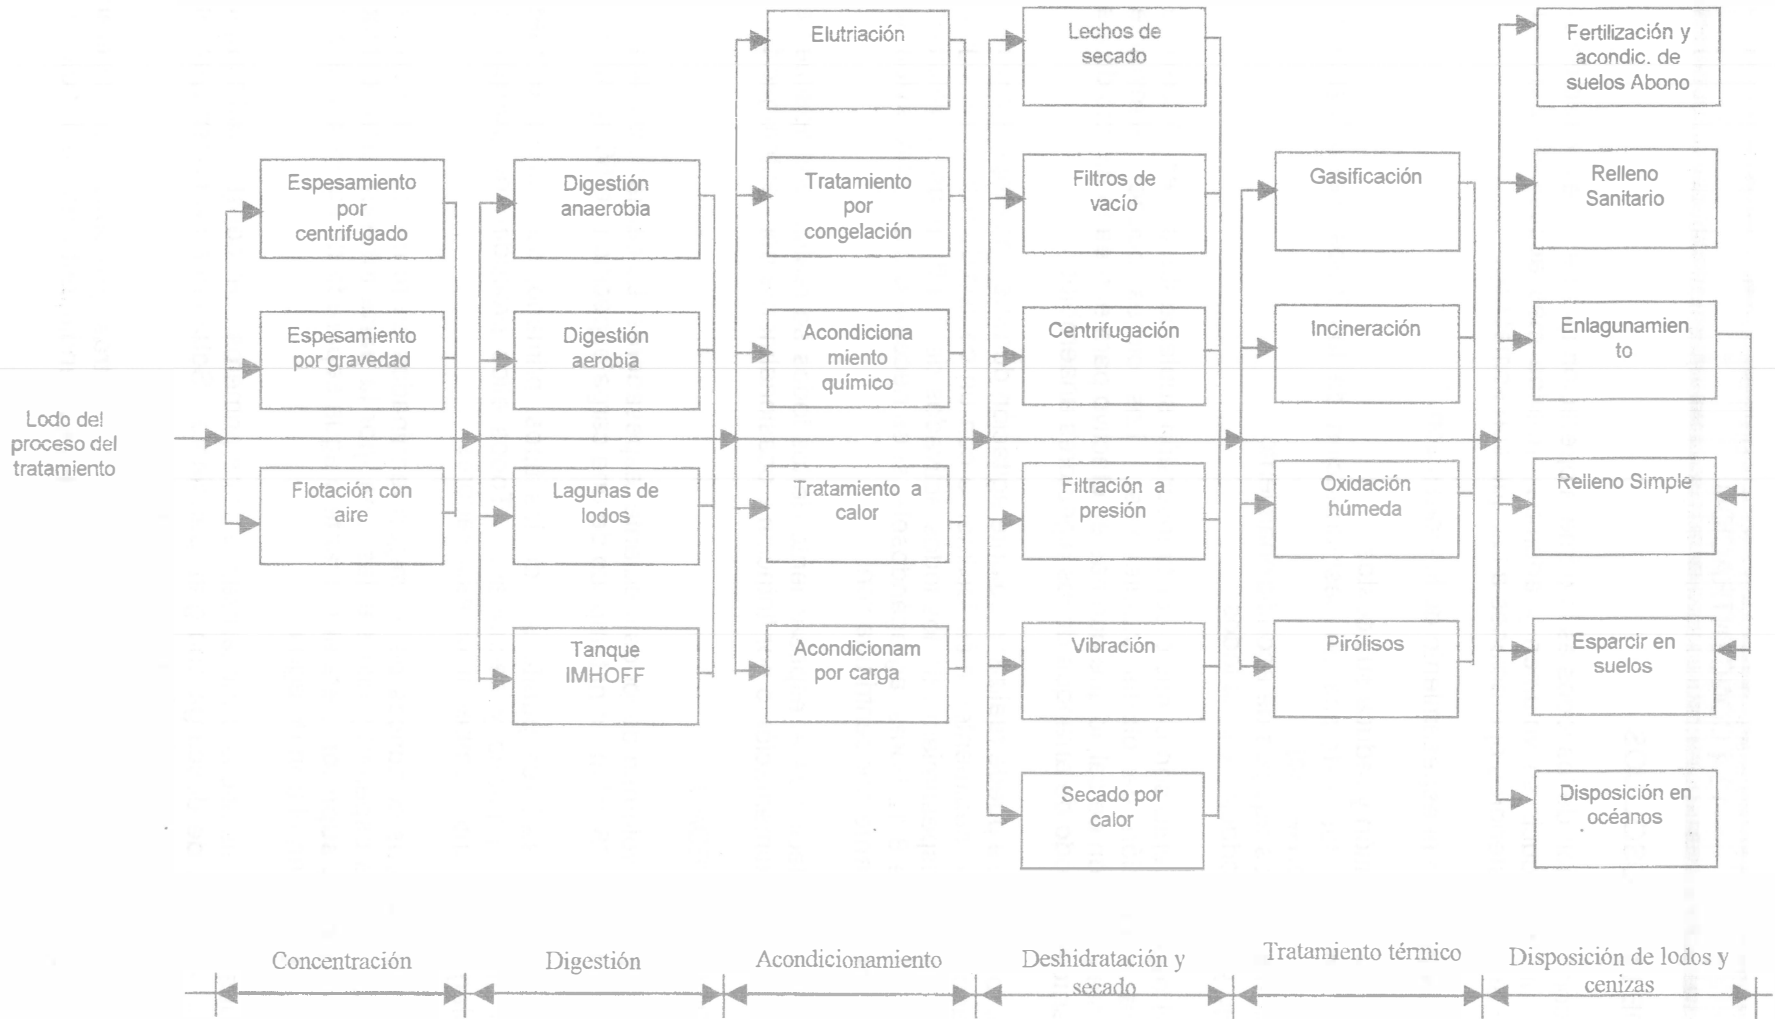 Lodo del
proceso del
tratamiento
Espesamiento
por
centrifugado
Espesamiento
por gravedad
Flotación con
aire
Digestión
anaerobia
Digestión
aerobia
Lagunas de
lodos
Tanque
IMHOFF
Elutriación
Tratamiento
por
congelación
Acondiciona
miento
químico
Tratamiento a
calor
Acondicionam
por carga
Lechos de
secado
Filtros de
vacío
Centrifugación
Filtración a
presión
Vibración
Secado por
calor
Gasificación
Incineración
Oxidación
húmeda
Pirólisos
Fertilización y
acondic. de
suelos Abono
Relleno
Sanitario
Enlagunamien
to
Relleno Simple
Esparcir en
suelos
Disposición en
océanos
Concentración
Digestión
Acondicionamiento
Deshidratación y
secado
Tratamiento térmico
Disposición de lodos y
cenizas